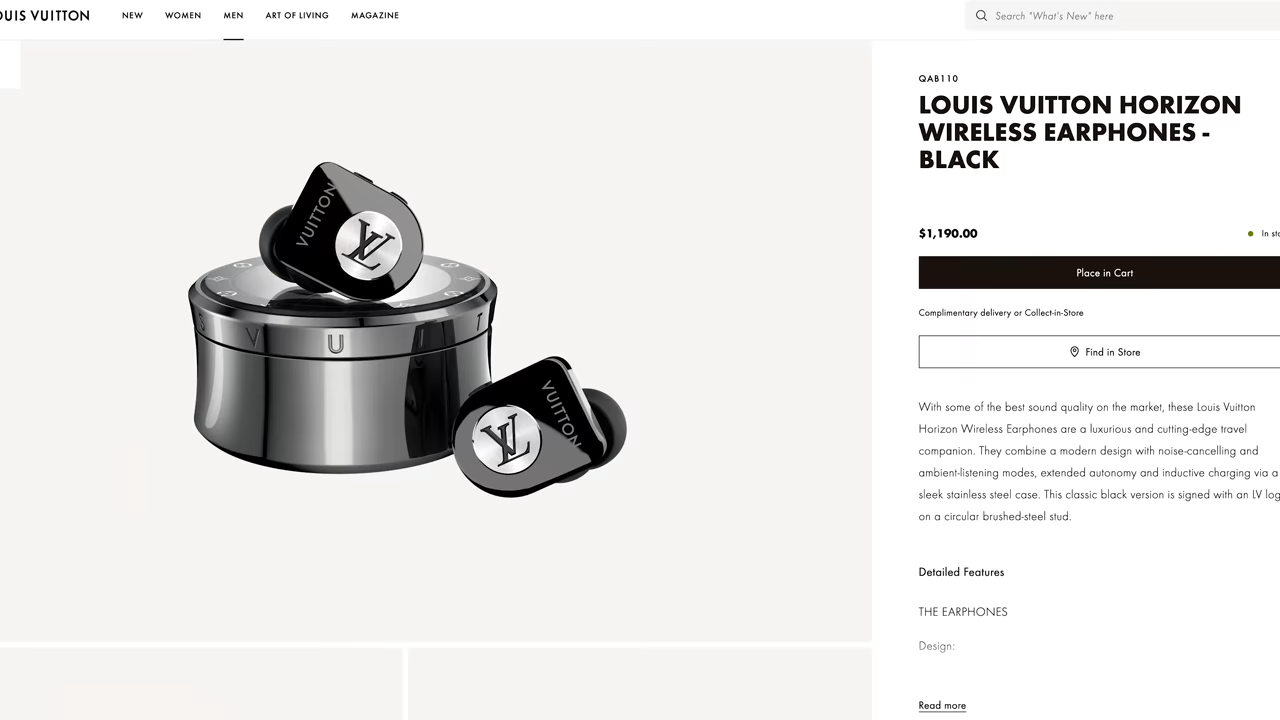 OUIS VUITTON
NEW WOMEN MEN ART OF LIVING MAGAZINE
Search "What's New" here
QAB110
LOUIS VUITTON HORIZON
WIRELESS EARPHONES -
BLACK
$1,190.00
In sto
Place in Cart
Complimentary delivery or Collect-in-Store
Find in Store
With some of the best sound quality on the market, these Louis Vuitton
Horizon Wireless Earphones are a luxurious and cutting-edge travel
companion. They combine a modern design with noise-cancelling and
ambient-listening modes, extended autonomy and inductive charging via a
sleek stainless steel case. This classic black version is signed with an LV log
on a circular brushed-steel stud.
Detailed Features
THE EARPHONES
Design:
Read more
VUITTON
LV
S V U I T
VUITTON
LV